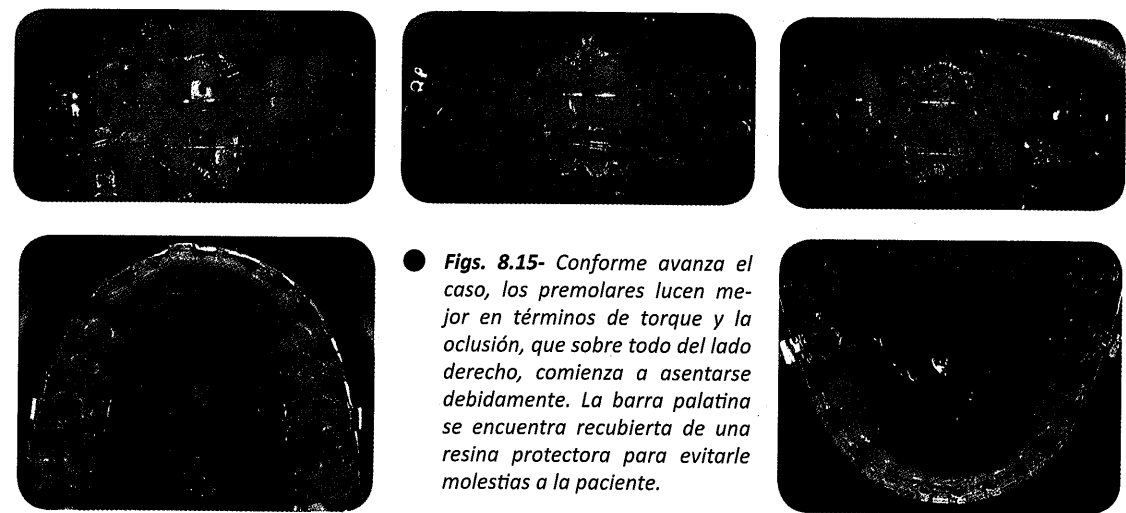 ● Figs. 8.15- Conforme avanza el
caso, los premolares lucen me-
jor en términos de torque y la
oclusión, que sobre todo del lado
derecho, comienza a asentarse
debidamente. La barra palatina
se encuentra recubierta de una
resina protectora para evitarle
molestias a la paciente.